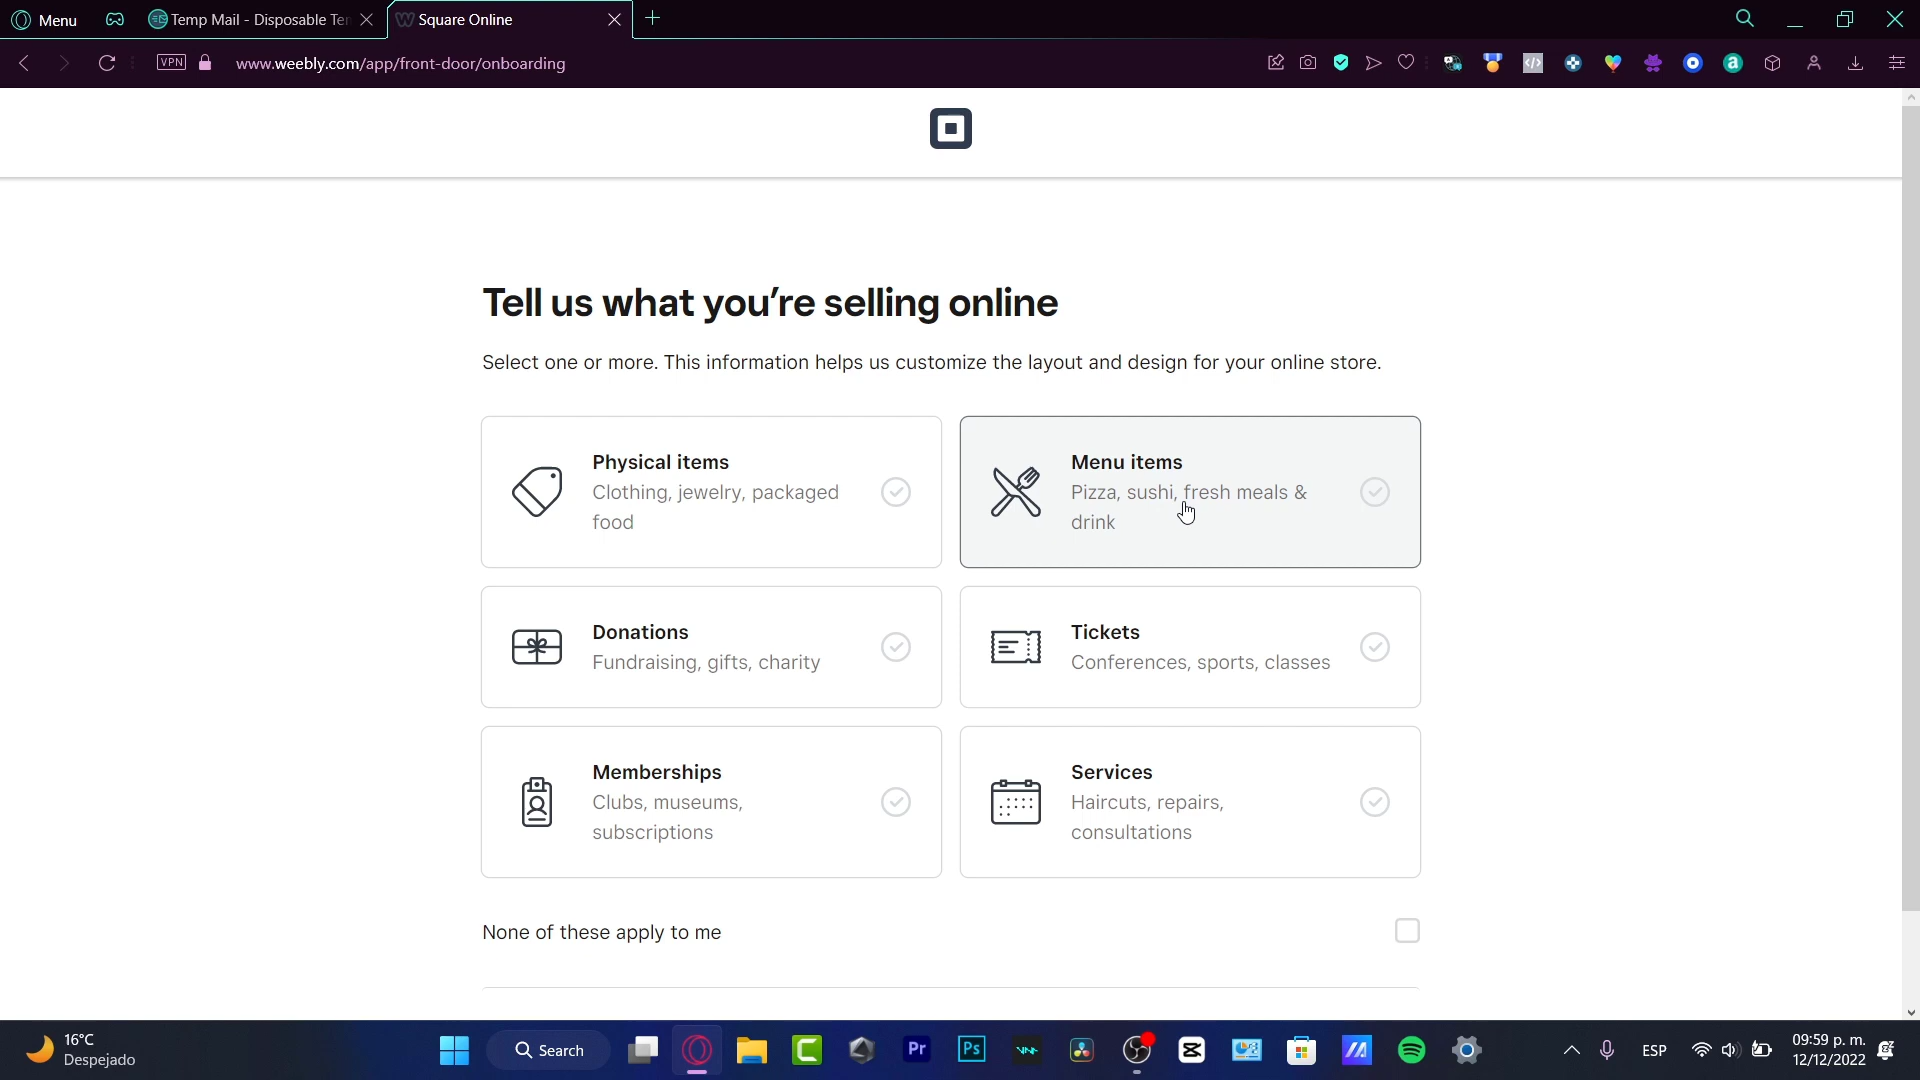 Menu
Temp Mail - Disposable Te
Square Online
VPN
www.weebly.com/app/front-door/onboarding
Tell us what you're selling online
Select one or more. This information helps us customize the layout and design for your online store.
Physical items
Clothing, jewelry, packaged
food
Menu items
Pizza, sushi, fresh meals &
drink
Donations
Fundraising, gifts, charity
Tickets
Conferences, sports, classes
Memberships
Clubs, museums,
subscriptions
Services
Haircuts, repairs,
consultations
None of these apply to me
16°C
Despejado
Search
Pr
Ps
ESP
09:59 p. m.
12/12/2022